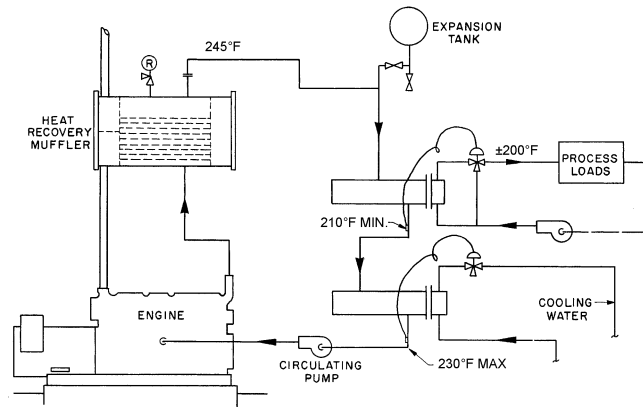 EXPANSION
TANK
245°F
R
HEAT
RECOVERY
MUFFLER
±200°F
PROCESS
LOADS
210°F MIN.
ENGINE
COOLING
WATER
CIRCULATING
PUMP
230°F MAX